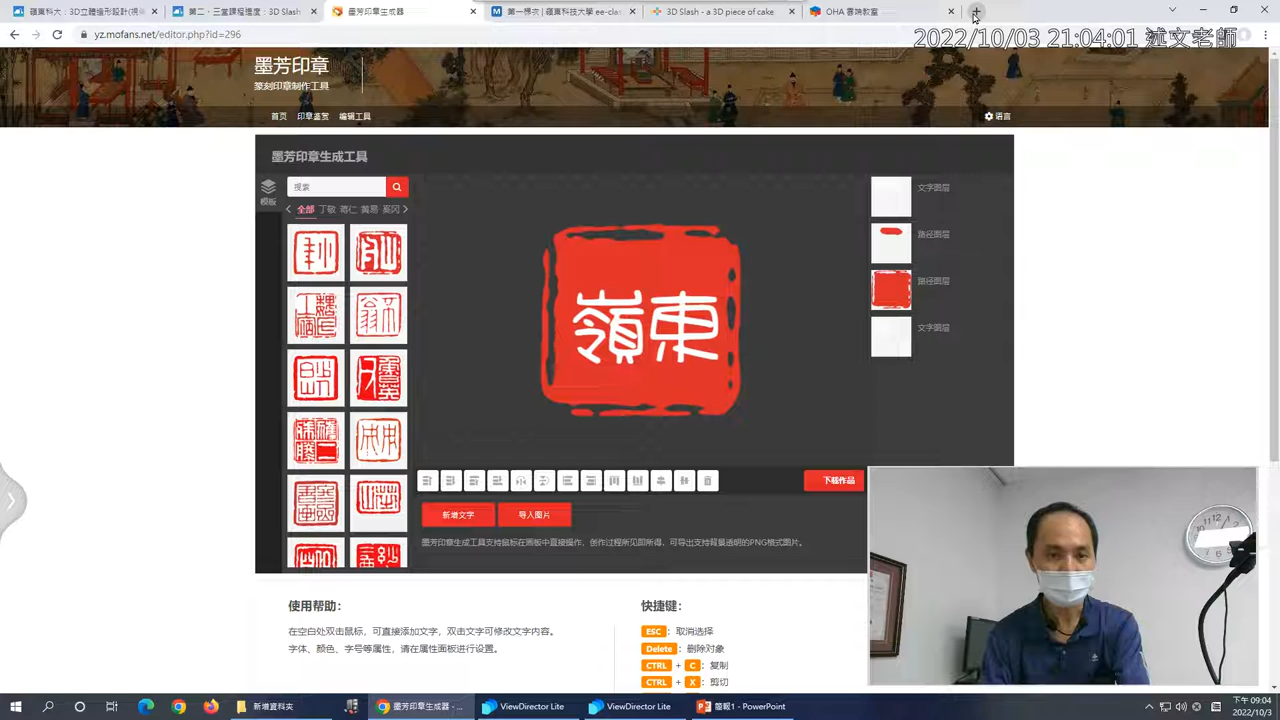 嶺東科大：3D立體造形設計(視
第二、三堂課程進度：3D Slash
墨芳印章生成器
第一標次 | 嶺東科技大學 ee-clas
3D Slash - a 3D piece of cake
OHA 雲端教室
yz.mofans.net/editor.php?id=296
2022/10/03 21:04:01 述文老師
墨芳印章
篆刻印章制作工具
首页 印章鉴赏 编辑工具
语言
墨芳印章生成工具
模板
搜索
全部 丁敬 蒋仁 黄易 奚冈
嶺東
文字图层
路径图层
路径图层
文字图层
下载作品
新增文字 导入图片
墨芳印章生成工具支持鼠标在画板中直接操作，创作过程所见即所得，可导出支持背景透明的PNG格式图片。
使用帮助：
在空白处双击鼠标，可直接添加文字，双击文字可修改文字内容。
字体、颜色、字号等属性，请在属性面板进行设置。
快捷键：
ESC：取消选择
Delete：删除对象
CTRL + C：复制
CTRL + X：剪切
新增資料夾
墨芳印章生成器 - ...
ViewDirector Lite
ViewDirector Lite
簡報1 - PowerPoint
下午 09:04
2022/10/3